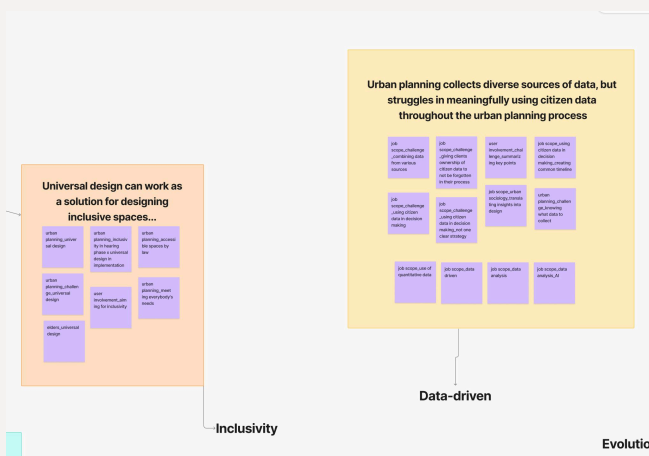 Urban planning collects diverse sources of data, but
struggles in meaningfully using citizen data
throughout the urban planning process
job
scope_challenge
_combining data
from various
sources
job
scope_challenge
_giving clients
ownership of
citizen data to
not be forgotten
in their process
user
involvement_chal
lenge_summarizi
ng key points
job scope_using
citizen data in
decision
making_creating
common timeline
job
scope_challenge
_using citizen
data in decision
making
job
scope_challenge
_using citizen data
in decision
making_not one
clear strategy
job scope_urban
sociology_transla
ting insights into
design
urban
planning_challen
ge_knowing
what data to
collect
job scope_use of
quantitative data
job scope_data
driven
job scope_data
analysis
job scope_data
analysis_AI
Data-driven
Universal design can work as
a solution for designing
inclusive spaces...
urban
planning_univer
sal design
urban
planning_inclusiv
ity in hearing
phase x universal
design in
implementation
urban
planning_accessi
ble spaces by
law
urban
planning_challen
ge_universal
design
user
involvement_aimi
ng for inclusivity
urban
planning_meet
ing everybody's
needs
elders_universal
design
Inclusivity
Evolutio